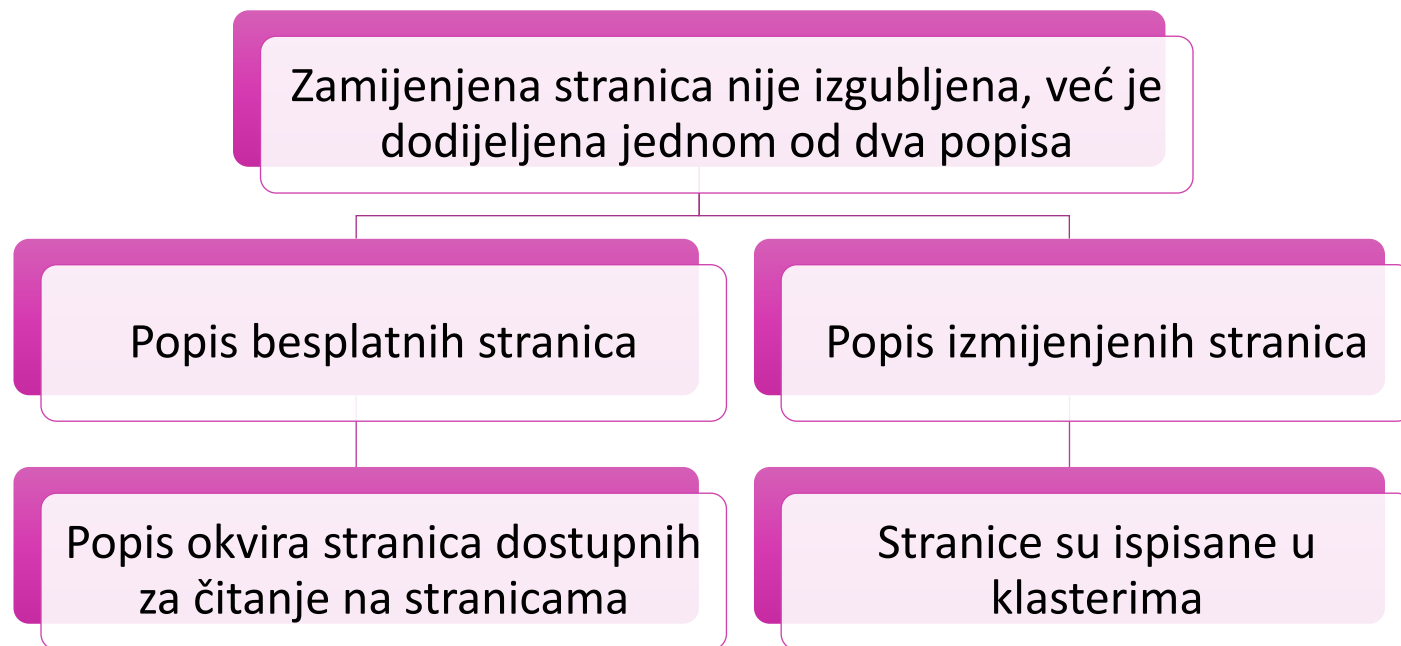 Zamijenjena stranica nije izgubljena, već je
dodijeljena jednom od dva popisa
Popis besplatnih stranica
Popis izmijenjenih stranica
Popis okvira stranica dostupnih
za čitanje na stranicama
Stranice su ispisane u
klasterima